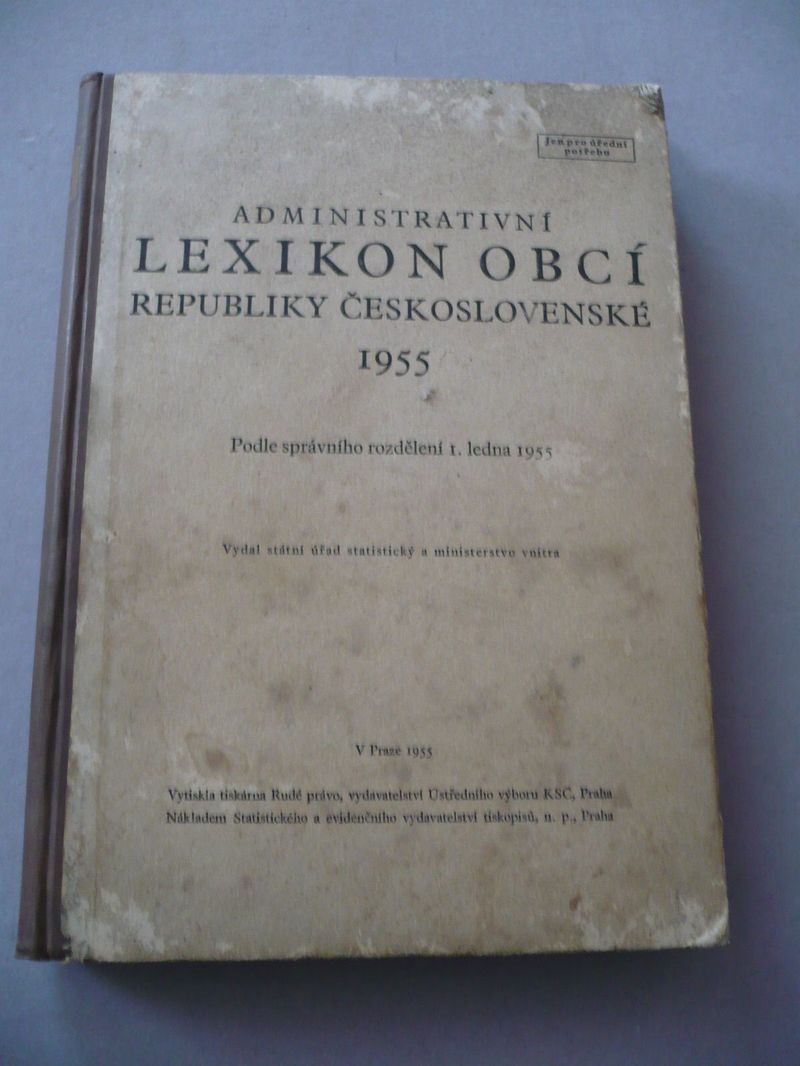 Jen pro úřední
potřebu
ADMINISTRATIVNÍ
LEXIKON OBCÍ
REPUBLIKY ČESKOSLOVENSKÉ
1955
Podle správního rozdělení 1. ledna 1955
Vydal státní úřad statistický a ministerstvo vnitra
V Praze 1955
Vytiskla tiskárna Rudé právo, vydavatelství Ústředního výboru KSČ, Praha
Nákladem Statistického a evidenčního vydavatelství tiskopisů, n. p., Praha